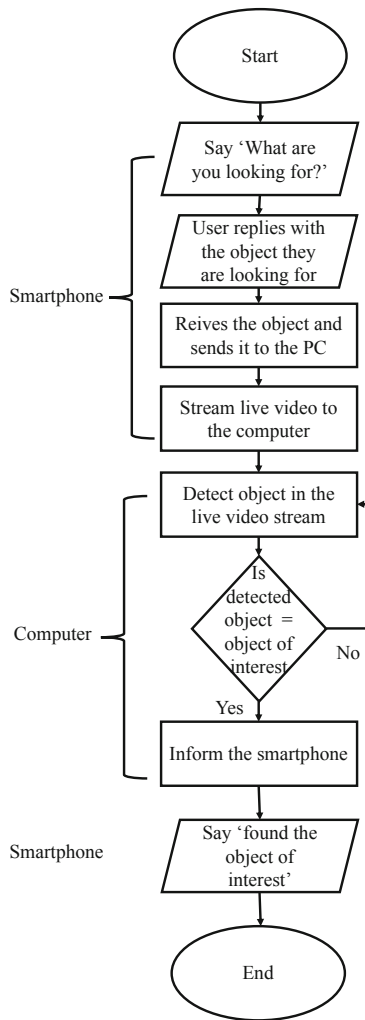 Start
Say ‘What are
you looking for?’
User replies with
the object they
are looking for
Smartphone
Reives the object and
sends it to the PC
Stream live video to
the computer
Detect object in the
live video stream
Is
detected
object =
object of
interest
No
Computer
Yes
Inform the smartphone
Smartphone
Say ‘found the
object of
interest’
End